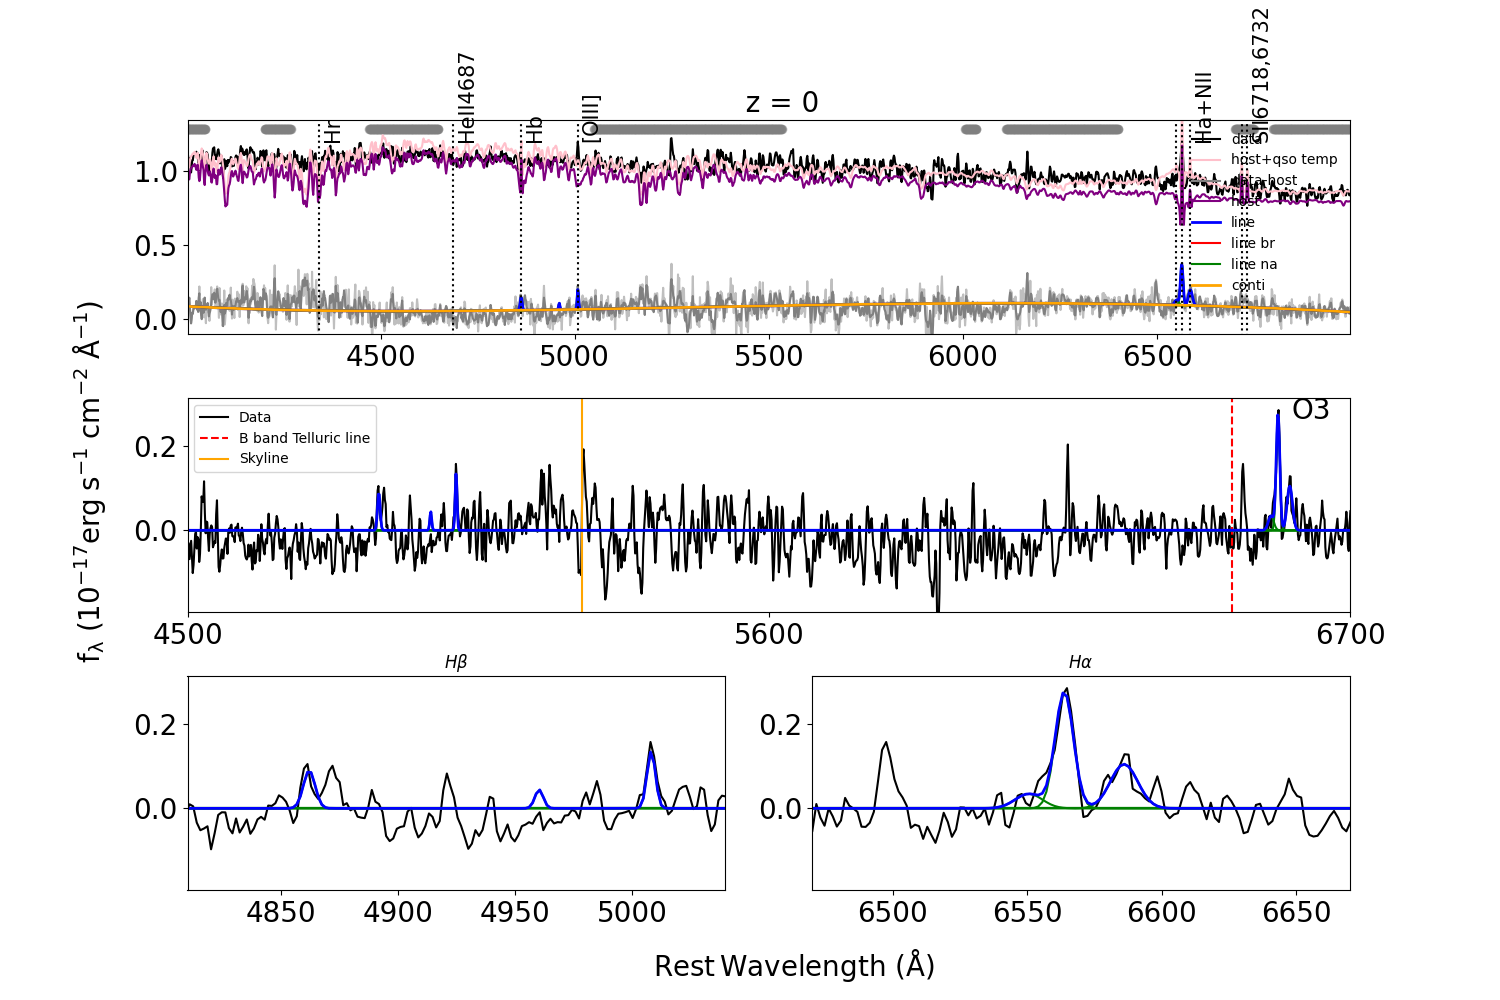 z = 0
Hr
HeII4687
Hb
[OIII]
Ha+NII
SII6718,6732
data
host+qso temp
data-host
host
line
line br
line na
conti
1.0
0.5
0.0
4500 5000 5500 6000 6500
Data
B band Telluric line
Skyline
O3
0.2
0.0
4500 5600 6700
fλ (10⁻¹⁷erg s⁻¹ cm⁻² Å⁻¹)
Hβ
0.2
0.0
4850 4900 4950 5000
Hα
0.2
0.0
6500 6550 6600 6650
Rest Wavelength (Å)